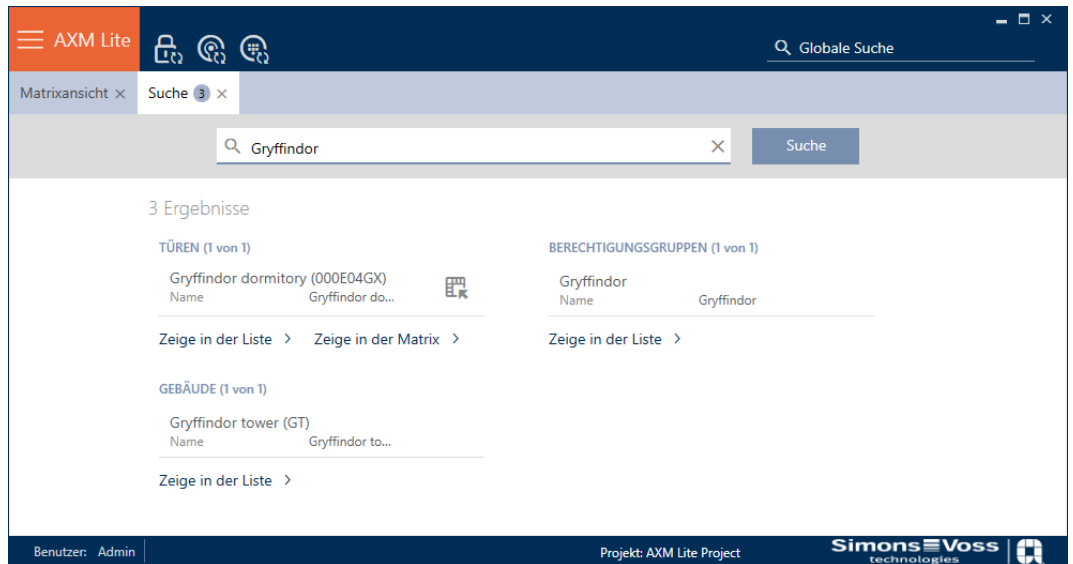 AXM Lite
Globale Suche
Matrixansicht
Suche 3
Gryffindor
Suche
3 Ergebnisse
TÜREN (1 von 1)
Gryffindor dormitory (000E04GX)
Name Gryffindor do...
Zeige in der Liste Zeige in der Matrix
BERECHTIGUNGSGRUPPEN (1 von 1)
Gryffindor
Name Gryffindor
Zeige in der Liste
GEBÄUDE (1 von 1)
Gryffindor tower (GT)
Name Gryffindor to...
Zeige in der Liste
Benutzer: Admin
Projekt: AXM Lite Project
Simons Voss
technologies